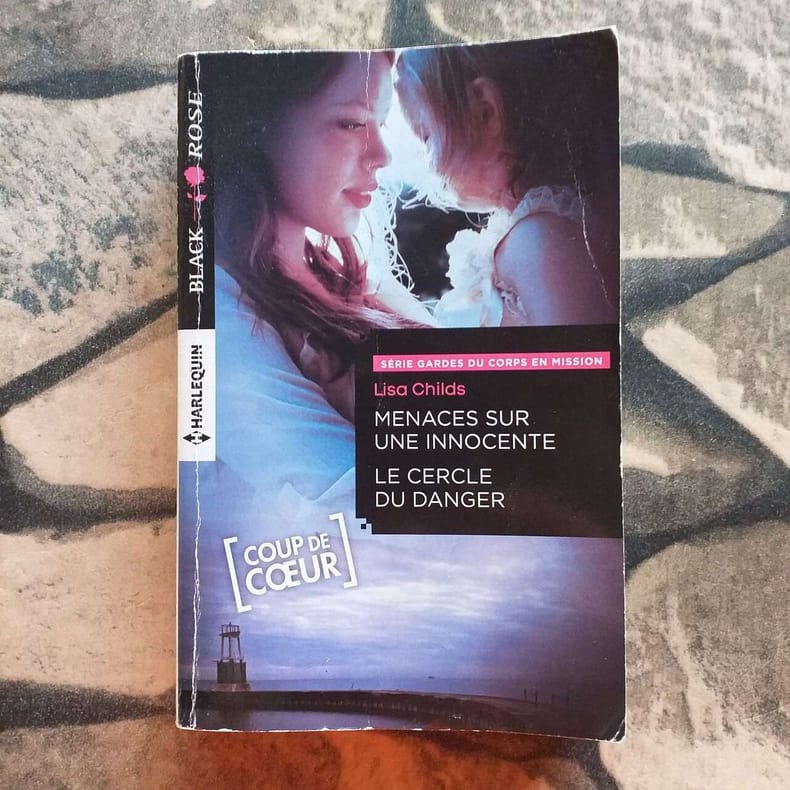 BLACK ROSE
HARLEQUIN
SÉRIE GARDES DU CORPS EN MISSION
Lisa Childs
MENACES SUR
UNE INNOCENTE
LE CERCLE
DU DANGER
COUP DE
CŒUR